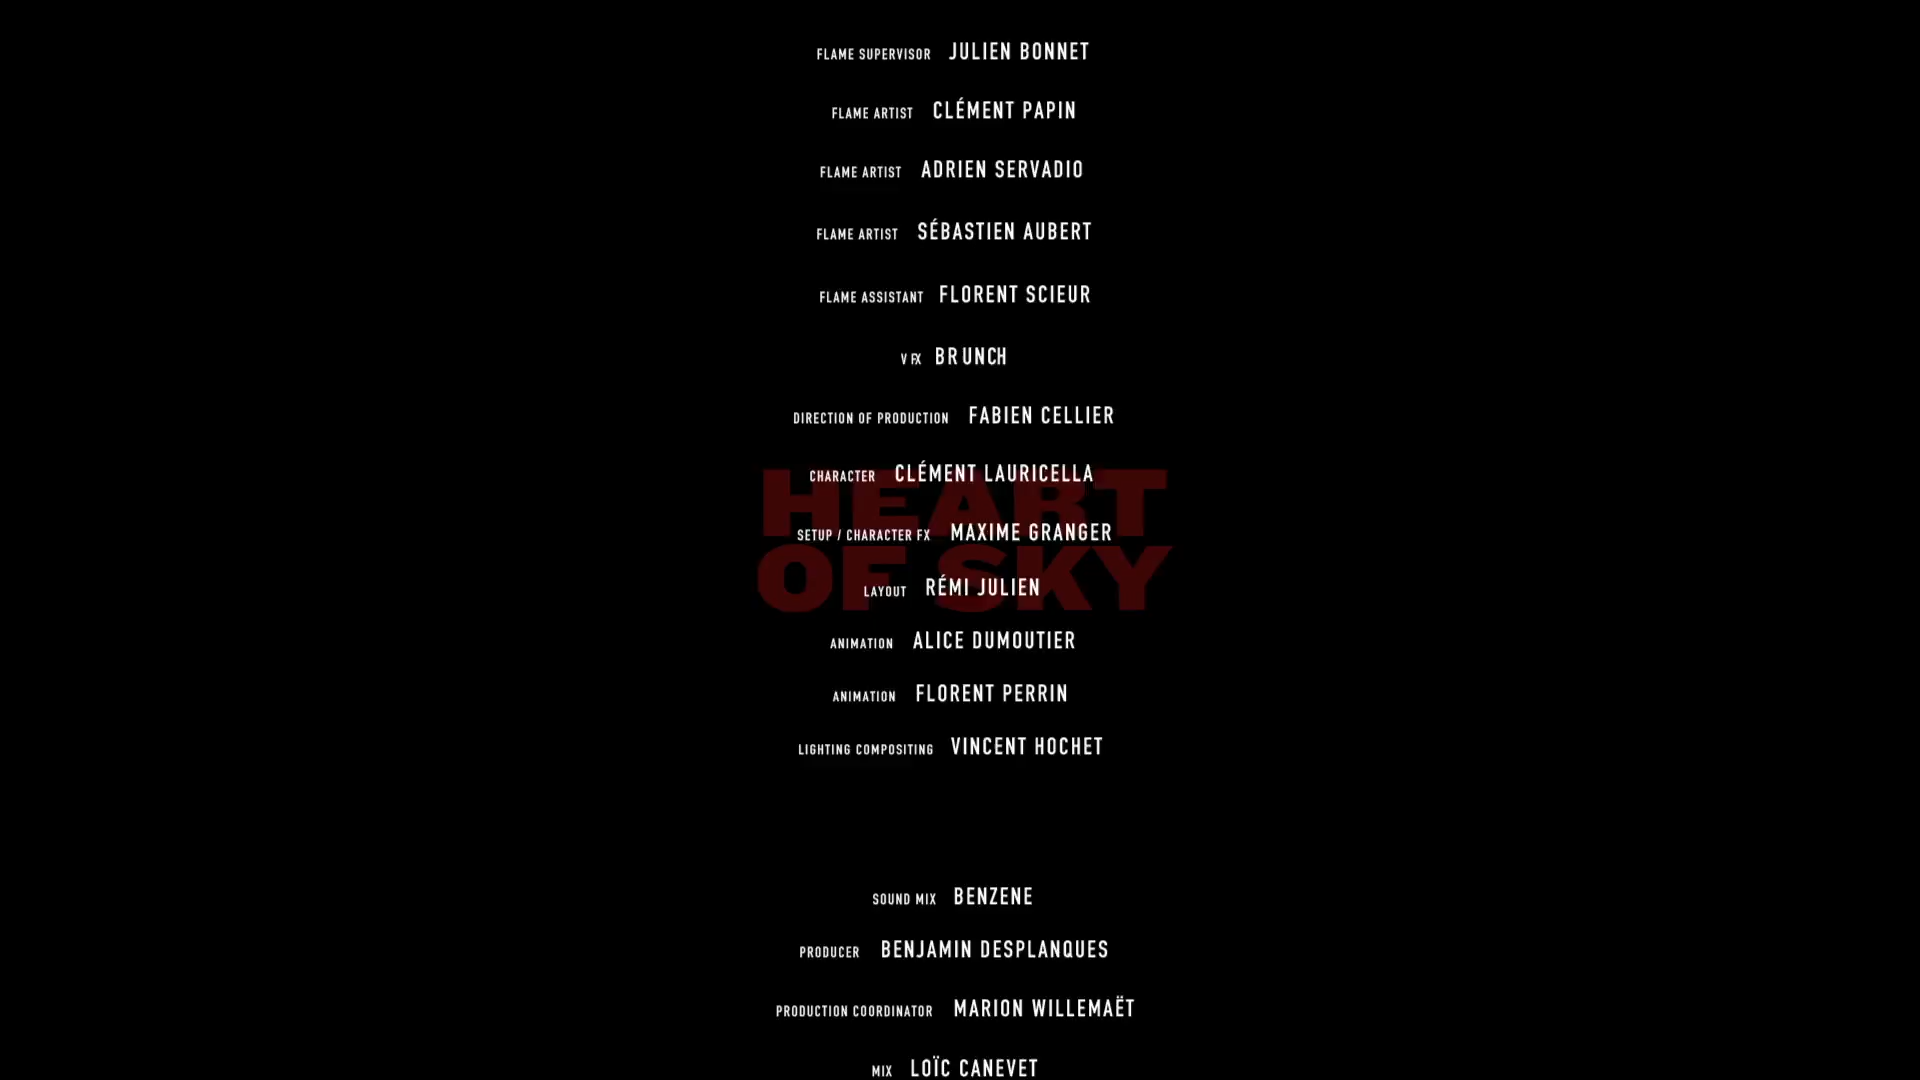 FLAME SUPERVISOR JULIEN BONNET
FLAME ARTIST CLÉMENT PAPIN
FLAME ARTIST ADRIEN SERVADIO
FLAME ARTIST SÉBASTIEN AUBERT
FLAME ASSISTANT FLORENT SCIEUR
VFX BRUNCH
DIRECTION OF PRODUCTION FABIEN CELLIER
CHARACTER CLÉMENT LAURICELLA
HEART
SETUP / CHARACTER FX MAXIME GRANGER
OF SKY
LAYOUT RÉMI JULIEN
ANIMATION ALICE DUMOUTIER
ANIMATION FLORENT PERRIN
LIGHTING COMPOSITING VINCENT HOCHET
SOUND MIX BENZENE
PRODUCER BENJAMIN DESPLANQUES
PRODUCTION COORDINATOR MARION WILLEMAËT
MIX LOÏC CANEVET